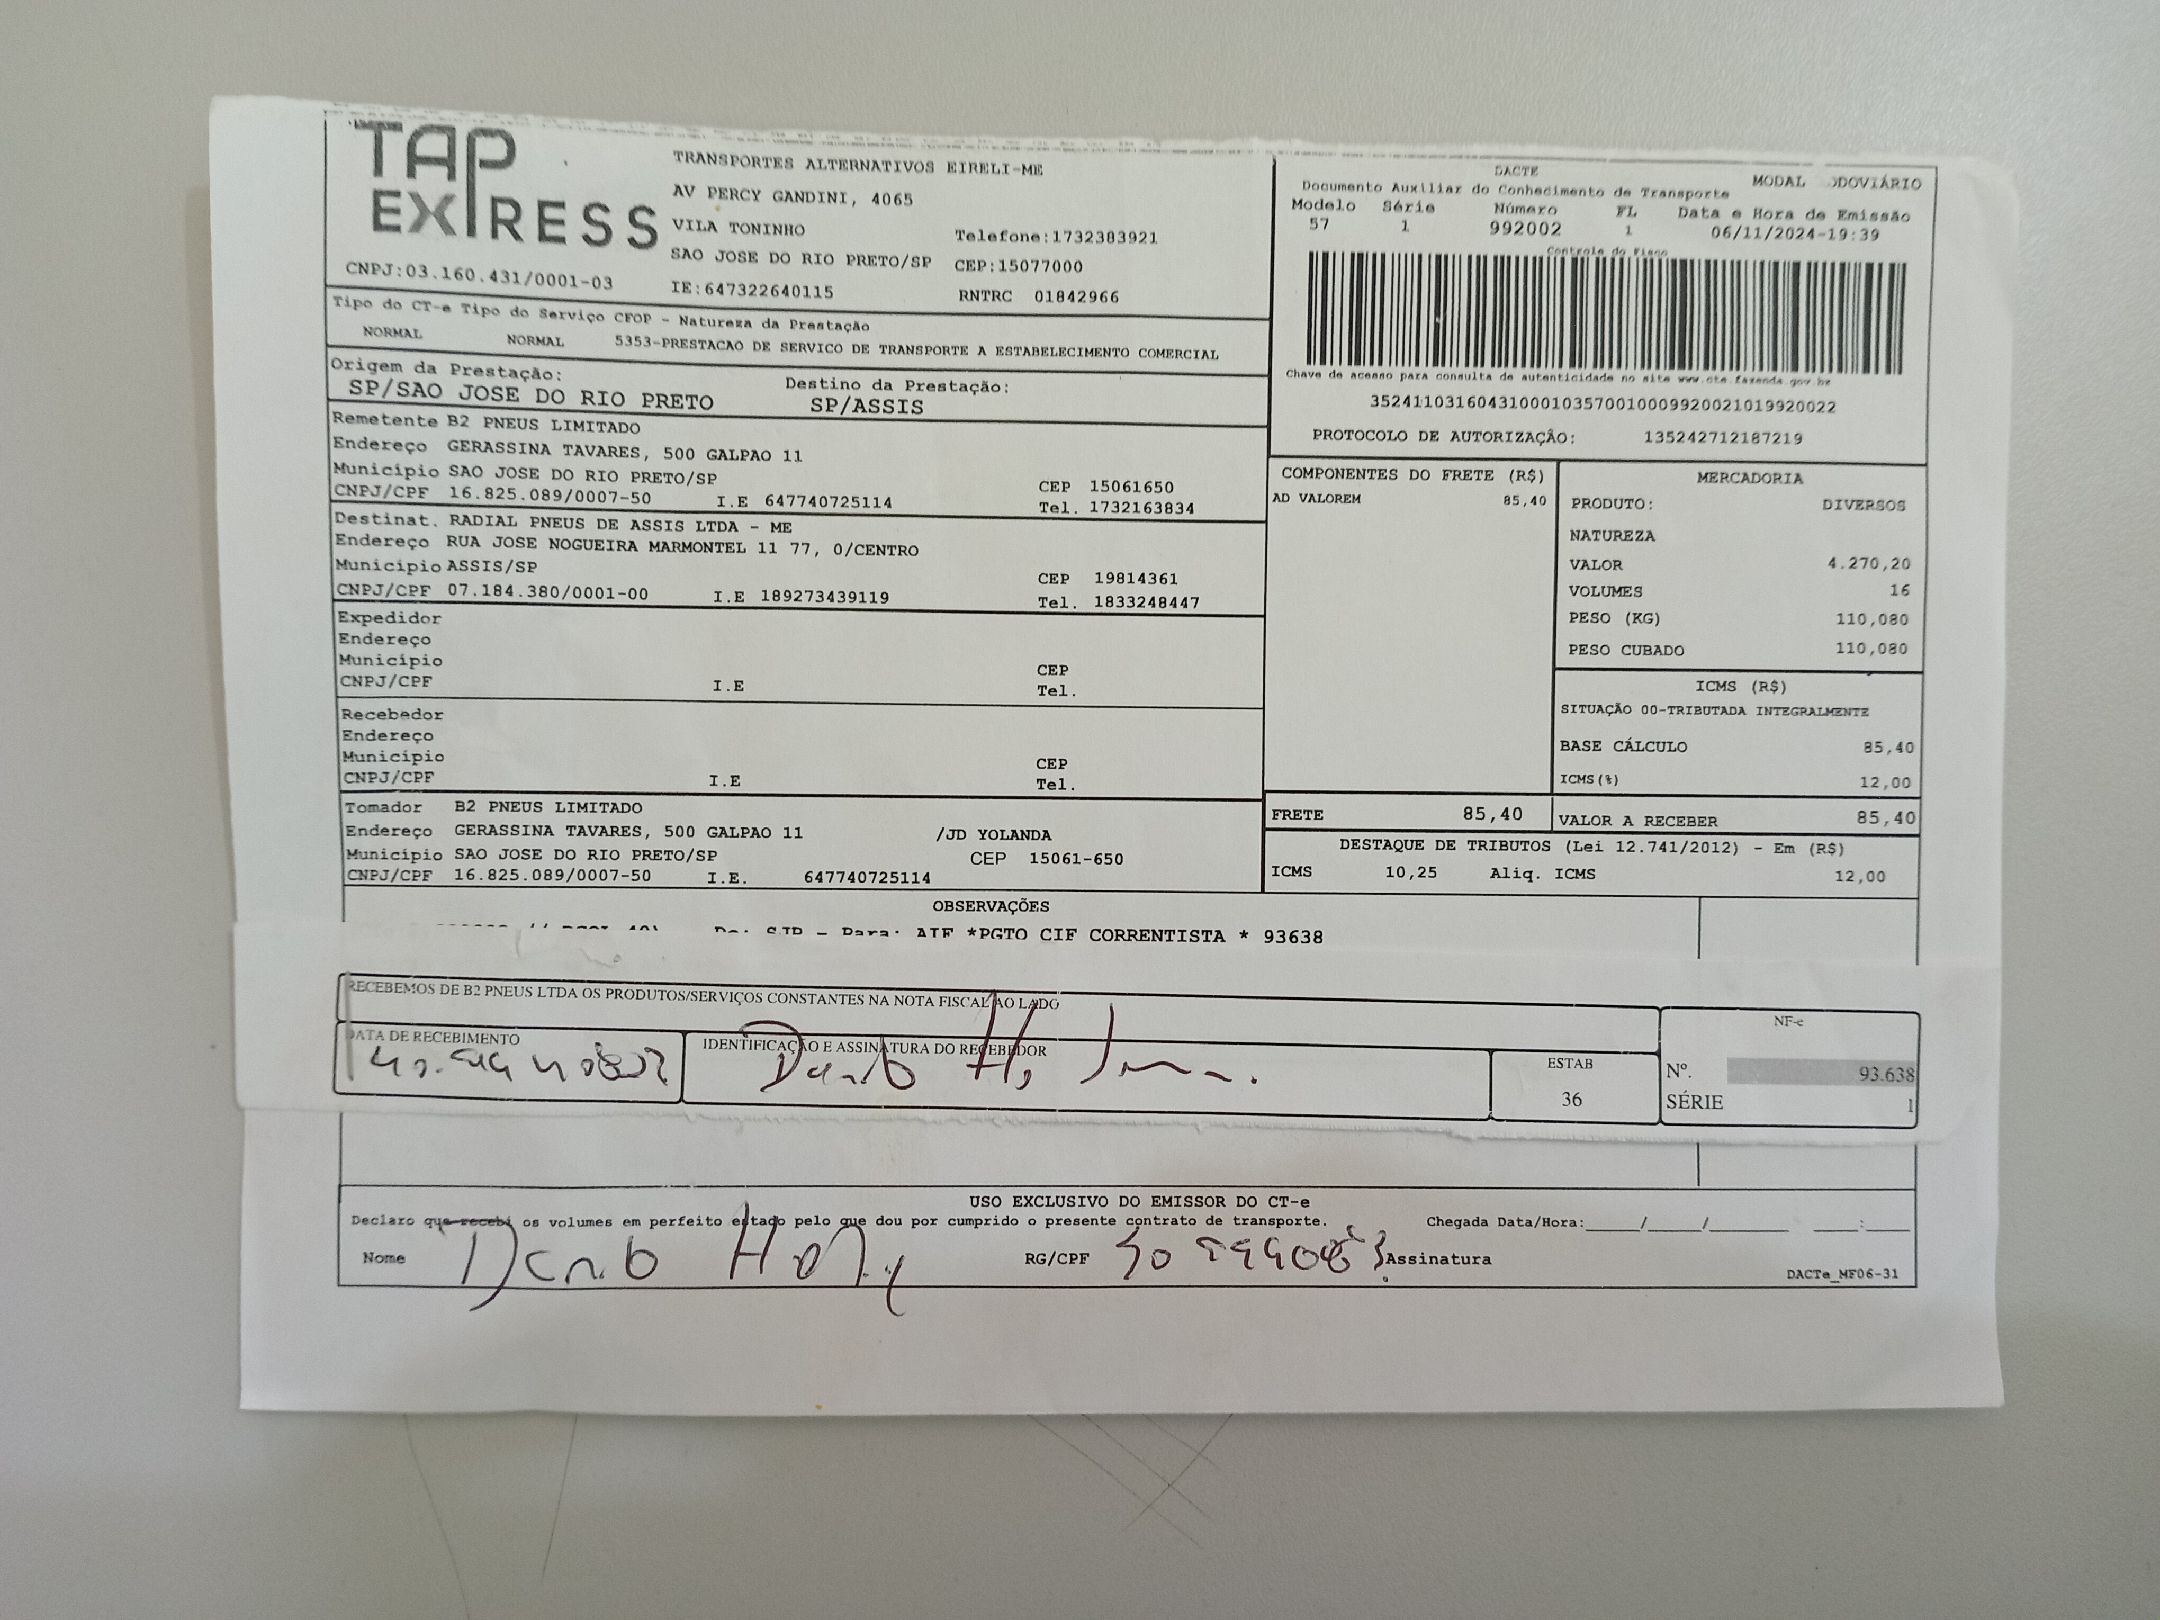 TAP EXPRESS
TRANSPORTES ALTERNATIVOS EIRELI-ME
AV PERCY GANDINI, 4065
VILA TONINHO Telefone:1732383921
SAO JOSE DO RIO PRETO/SP CEP:15077000
CNPJ:03.160.431/0001-03 IE:647322640115 RNTRC 01842966
DACTE MODAL ODOVIÁRIO
Documento Auxiliar do Conhecimento de Transporte
Modelo Série Número FL Data e Hora de Emissão
57 1 992002 1 06/11/2024-19:39
Controle do Fisco
Chave de acesso para consulta de autenticidade no site www.cte.fazenda.gov.br
35241103160431000103570010009920021019920022
PROTOCOLO DE AUTORIZAÇÂO: 135242712187219
Tipo do CT-e Tipo do Serviço CFOP - Natureza da Prestação
NORMAL NORMAL 5353-PRESTACAO DE SERVICO DE TRANSPORTE A ESTABELECIMENTO COMERCIAL
Origem da Prestação: Destino da Prestação:
SP/SAO JOSE DO RIO PRETO SP/ASSIS
Remetente B2 PNEUS LIMITADO
Endereço GERASSINA TAVARES, 500 GALPAO 11
Município SAO JOSE DO RIO PRETO/SP CEP 15061650
CNPJ/CPF 16.825.089/0007-50 I.E 647740725114 Tel. 1732163834
Destinat. RADIAL PNEUS DE ASSIS LTDA - ME
Endereço RUA JOSE NOGUEIRA MARMONTEL 11 77, 0/CENTRO
Município ASSIS/SP CEP 19814361
CNPJ/CPF 07.184.380/0001-00 I.E 189273439119 Tel. 1833248447
Expedidor
Endereço
Município CEP
CNPJ/CPF I.E Tel.
Recebedor
Endereço
Município CEP
CNPJ/CPF I.E Tel.
Tomador B2 PNEUS LIMITADO
Endereço GERASSINA TAVARES, 500 GALPAO 11 /JD YOLANDA
Município SAO JOSE DO RIO PRETO/SP CEP 15061-650
CNPJ/CPF 16.825.089/0007-50 I.E. 647740725114
COMPONENTES DO FRETE (R$)
AD VALOREM 85,40
MERCADORIA
PRODUTO: DIVERSOS
NATUREZA
VALOR 4.270,20
VOLUMES 16
PESO (KG) 110,080
PESO CUBADO 110,080
ICMS (R$)
SITUAÇÃO 00-TRIBUTADA INTEGRALMENTE
BASE CÁLCULO 85,40
ICMS(%) 12,00
FRETE 85,40 VALOR A RECEBER 85,40
DESTAQUE DE TRIBUTOS (Lei 12.741/2012) - Em (R$)
ICMS 10,25 Aliq. ICMS 12,00
OBSERVAÇÕES
De: SJP - Para: *PGTO CIF CORRENTISTA * 93638
RECEBEMOS DE B2 PNEUS LTDA OS PRODUTOS/SERVIÇOS CONSTANTES NA NOTA FISCAL AO LADO
DATA DE RECEBIMENTO
IDENTIFICAÇÃO E ASSINATURA DO RECEBEDOR
ESTAB
36
NF-e
Nº. 93.638
SÉRIE 1
USO EXCLUSIVO DO EMISSOR DO CT-e
Declaro que recebi os volumes em perfeito estado pelo que dou por cumprido o presente contrato de transporte. Chegada Data/Hora:____/____/______ ____:____
Nome RG/CPF Assinatura
DACTe_MF06-31